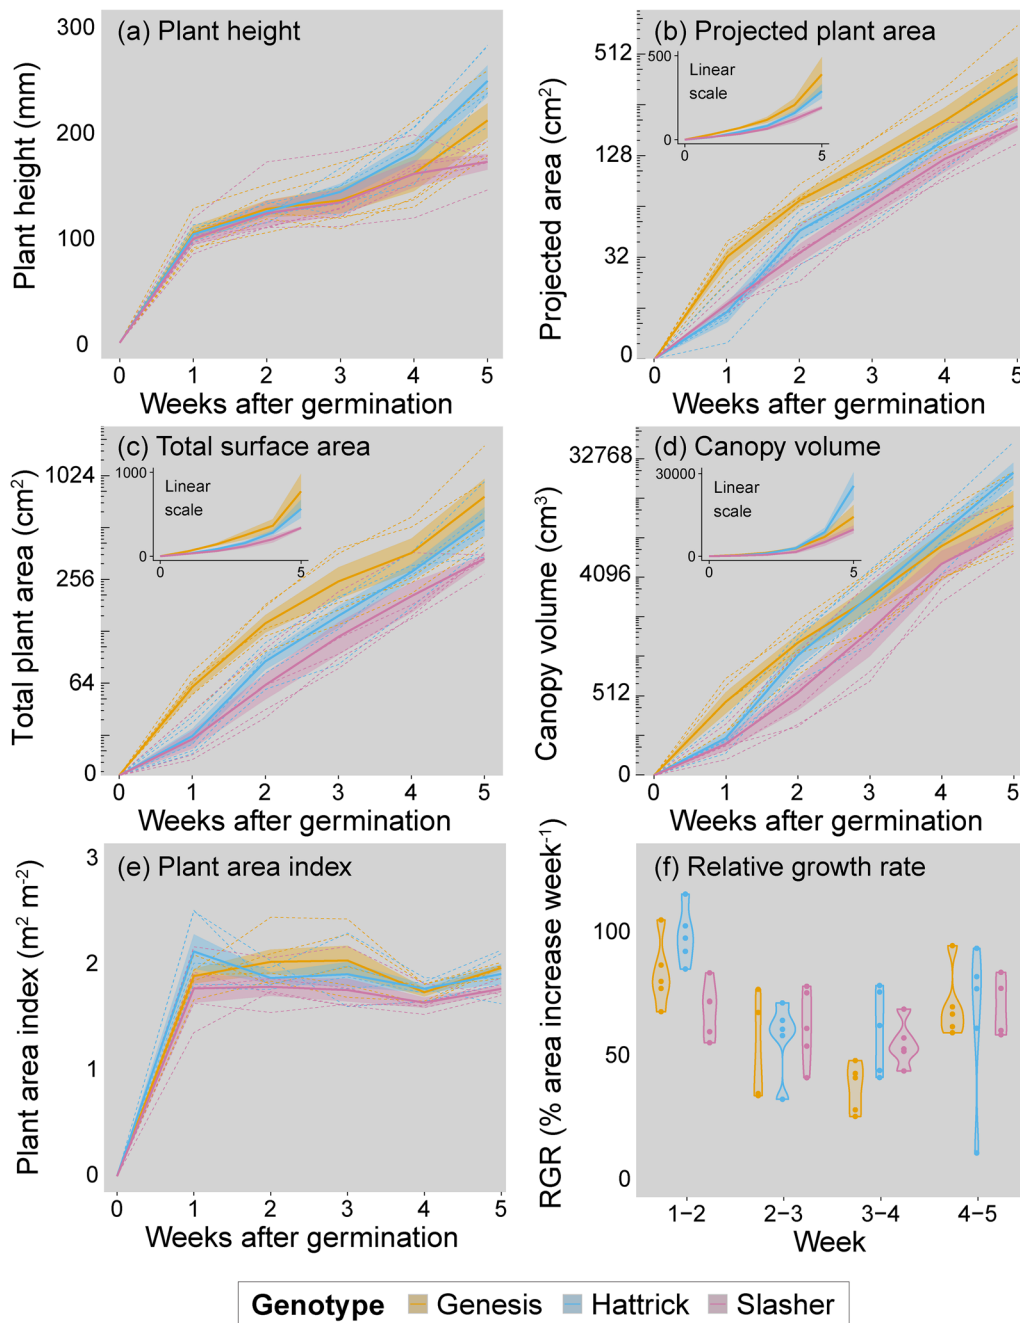 (a) Plant height
Plant height (mm)
300
200
100
0
0 1 2 3 4 5
Weeks after germination
(b) Projected plant area
Projected area (cm²)
512
128
32
0
500
0
Linear
scale
0 5
0 1 2 3 4 5
Weeks after germination
(c) Total surface area
Total plant area (cm²)
1024
256
64
0
1000
0
Linear
scale
0 5
0 1 2 3 4 5
Weeks after germination
(d) Canopy volume
Canopy volume (cm³)
32768
4096
512
0
30000
0
Linear
scale
0 5
0 1 2 3 4 5
Weeks after germination
(e) Plant area index
Plant area index (m² m⁻²)
3
2
1
0
0 1 2 3 4 5
Weeks after germination
(f) Relative growth rate
RGR (% area increase week⁻¹)
100
50
0
1−2 2−3 3−4 4−5
Week
Genotype Genesis Hattrick Slasher